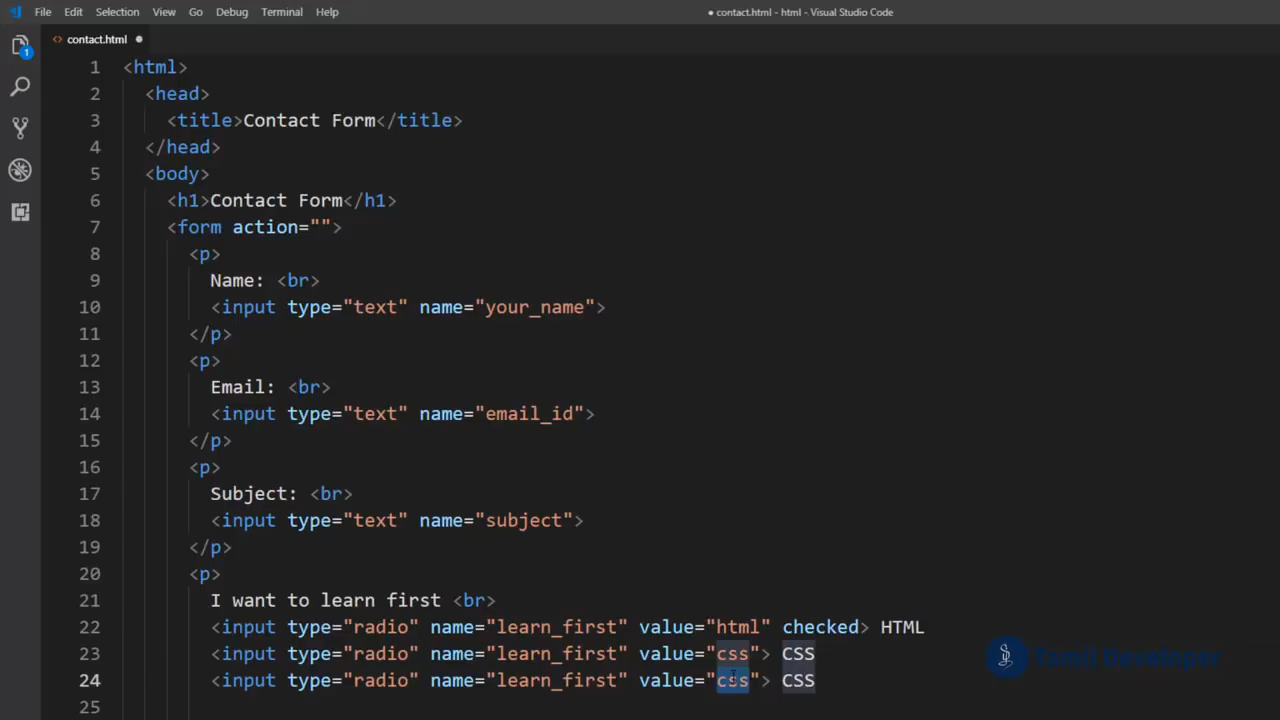 File Edit Selection View Go Debug Terminal Help ● contact.html - html - Visual Studio Code
<> contact.html ●
1 <html>
2 <head>
3 <title>Contact Form</title>
4 </head>
5 <body>
6 <h1>Contact Form</h1>
7 <form action="">
8 <p>
9 Name: <br>
10 <input type="text" name="your_name">
11 </p>
12 <p>
13 Email: <br>
14 <input type="text" name="email_id">
15 </p>
16 <p>
17 Subject: <br>
18 <input type="text" name="subject">
19 </p>
20 <p>
21 I want to learn first <br>
22 <input type="radio" name="learn_first" value="html" checked> HTML
23 <input type="radio" name="learn_first" value="css"> CSS
24 <input type="radio" name="learn_first" value="css"> CSS
25
1
Tamil Developer